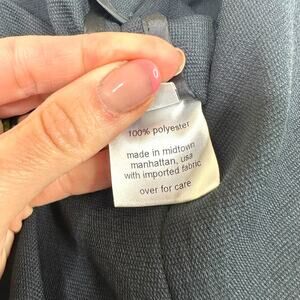 100% polyester
made in midtown
manhattan, usa
with imported fabric
over for care